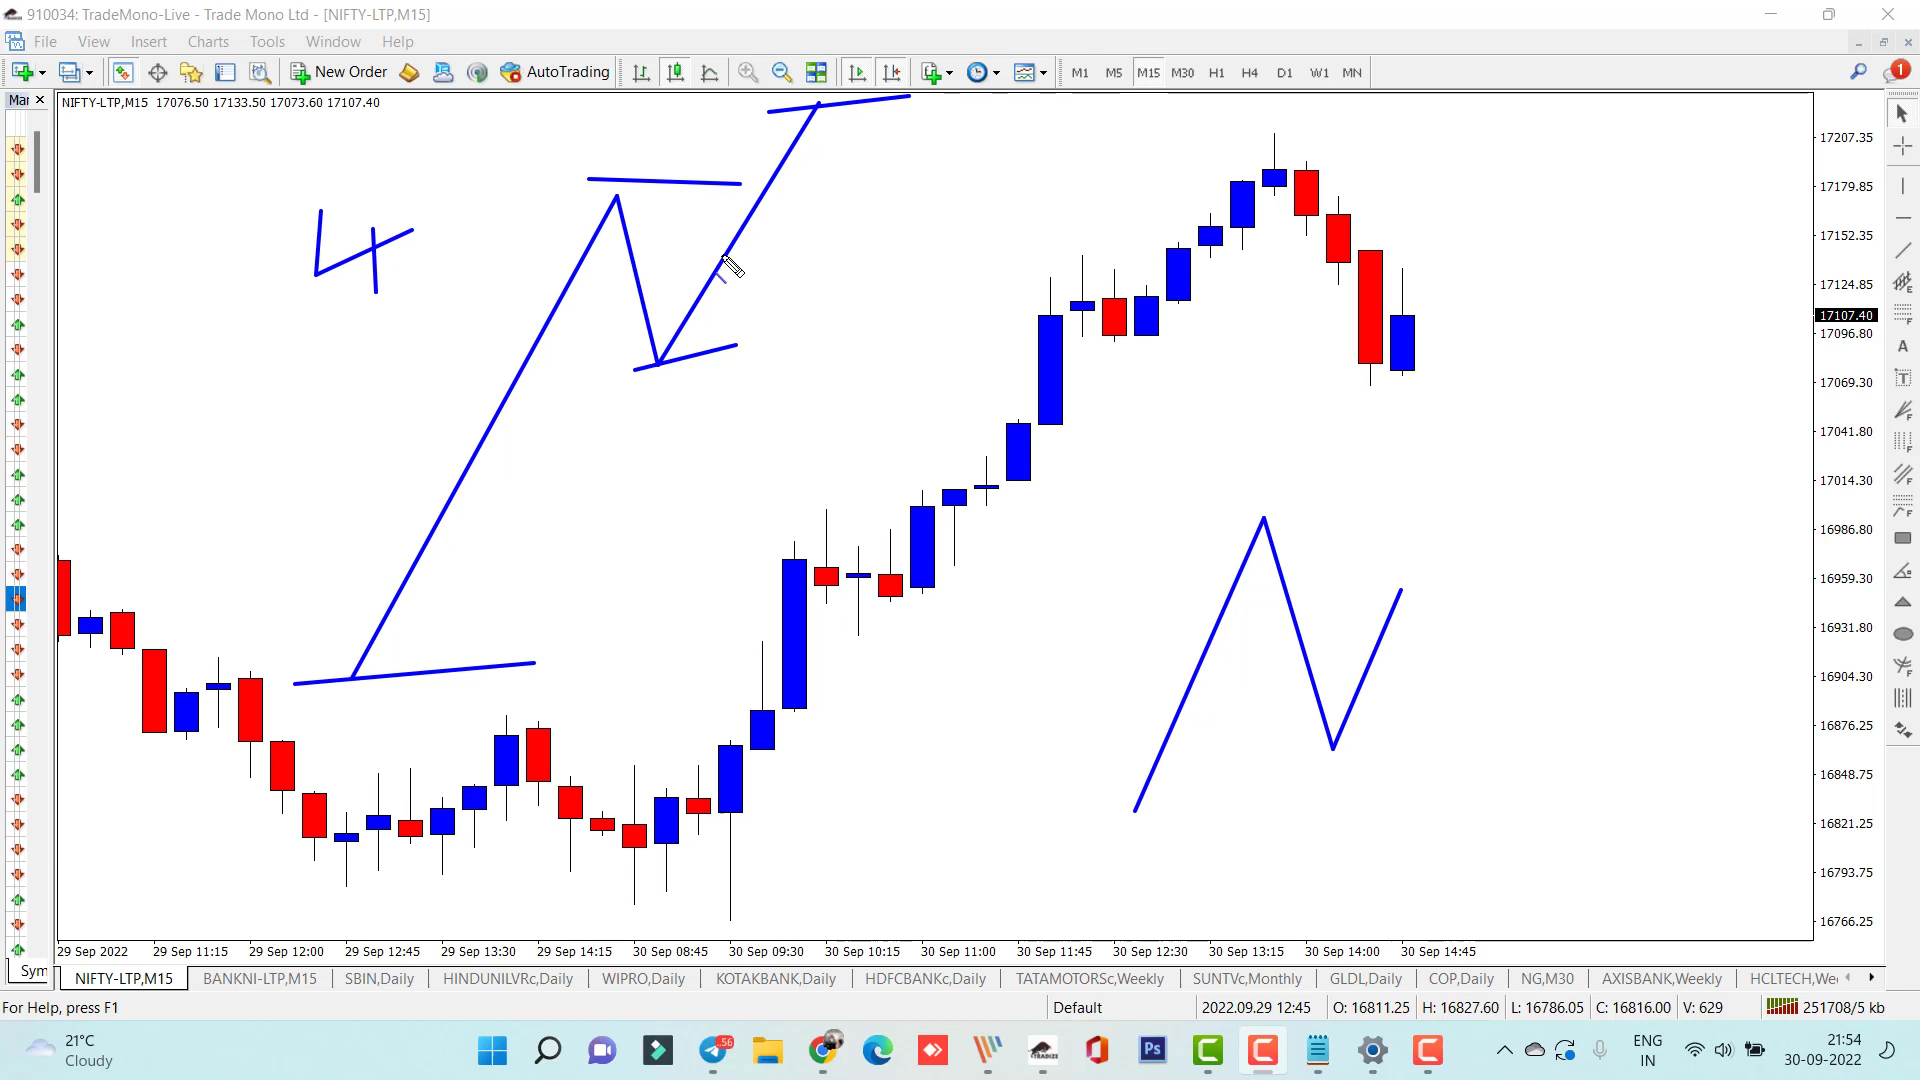 910034: TradeMono-Live - Trade Mono Ltd - [NIFTY-LTP,M15]
File View Insert Charts Tools Window Help
New Order AutoTrading M1 M5 M15 M30 H1 H4 D1 W1 MN 1
Mar
NIFTY-LTP,M15 17076.50 17133.50 17073.60 17107.40
4
17207.35
17179.85
17152.35
17124.85
17107.40
17096.80
17069.30
17041.80
17014.30
16986.80
16959.30
16931.80
16904.30
16876.25
16848.75
16821.25
16793.75
16766.25
29 Sep 2022 29 Sep 11:15 29 Sep 12:00 29 Sep 12:45 29 Sep 13:30 29 Sep 14:15 30 Sep 08:45 30 Sep 09:30 30 Sep 10:15 30 Sep 11:00 30 Sep 11:45 30 Sep 12:30 30 Sep 13:15 30 Sep 14:00 30 Sep 14:45
Sym NIFTY-LTP,M15 BANKNI-LTP,M15 SBIN,Daily HINDUNILVRc,Daily WIPRO,Daily KOTAKBANK,Daily HDFCBANKc,Daily TATAMOTORSc,Weekly SUNTVc,Monthly GLDL,Daily COP,Daily NG,M30 AXISBANK,Weekly HCLTECH,We
For Help, press F1 Default 2022.09.29 12:45 O: 16811.25 H: 16827.60 L: 16786.05 C: 16816.00 V: 629 251708/5 kb
21°C
Cloudy
56
Ps
ENG
IN
21:54
30-09-2022